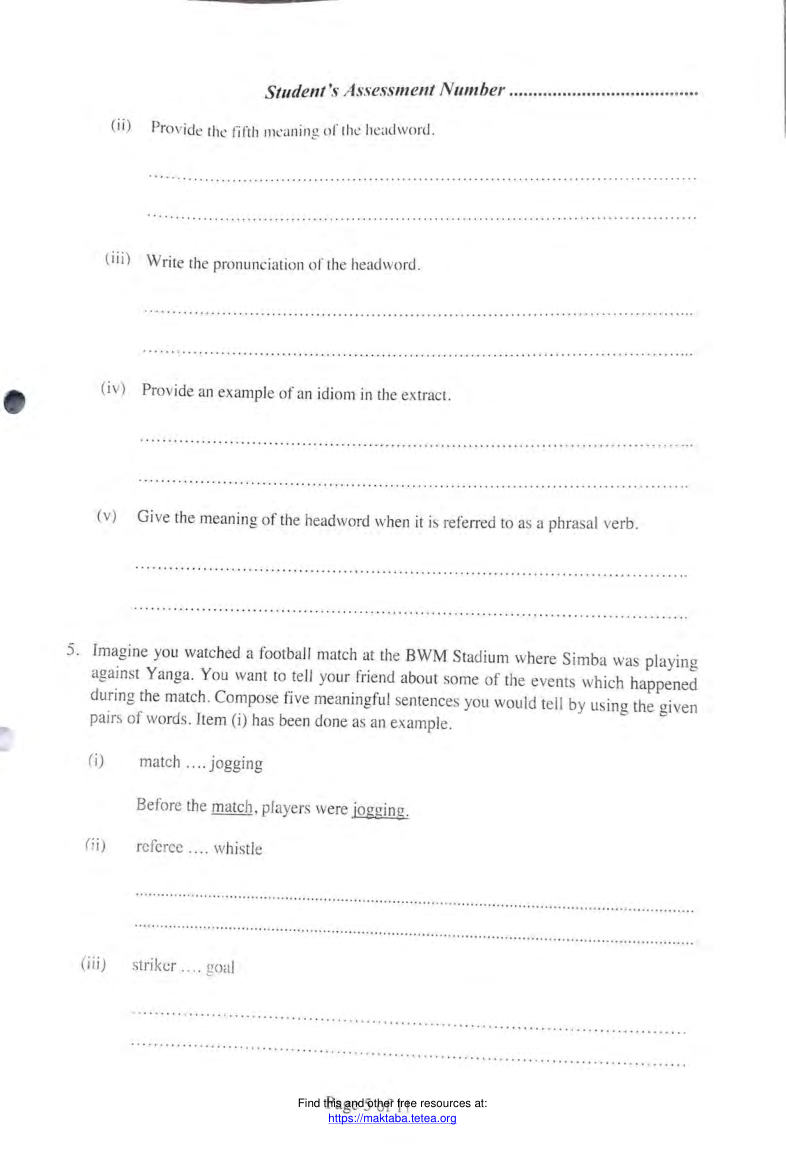 Student's Assessment Number ........................................
(ii) Provide the fifth meaning of the headword.
(iii) Write the pronunciation of the headword.
(iv) Provide an example of an idiom in the extract.
(v) Give the meaning of the headword when it is referred to as a phrasal verb.
5. Imagine you watched a football match at the BWM Stadium where Simba was playing
against Yanga. You want to tell your friend about some of the events which happened
during the match. Compose five meaningful sentences you would tell by using the given
pairs of words. Item (i) has been done as an example.
(i) match .... jogging
Before the match, players were jogging.
(ii) referee .... whistle
(iii) striker .... goal
Page 5 of 11
Find this and other free resources at:
https://maktaba.tetea.org